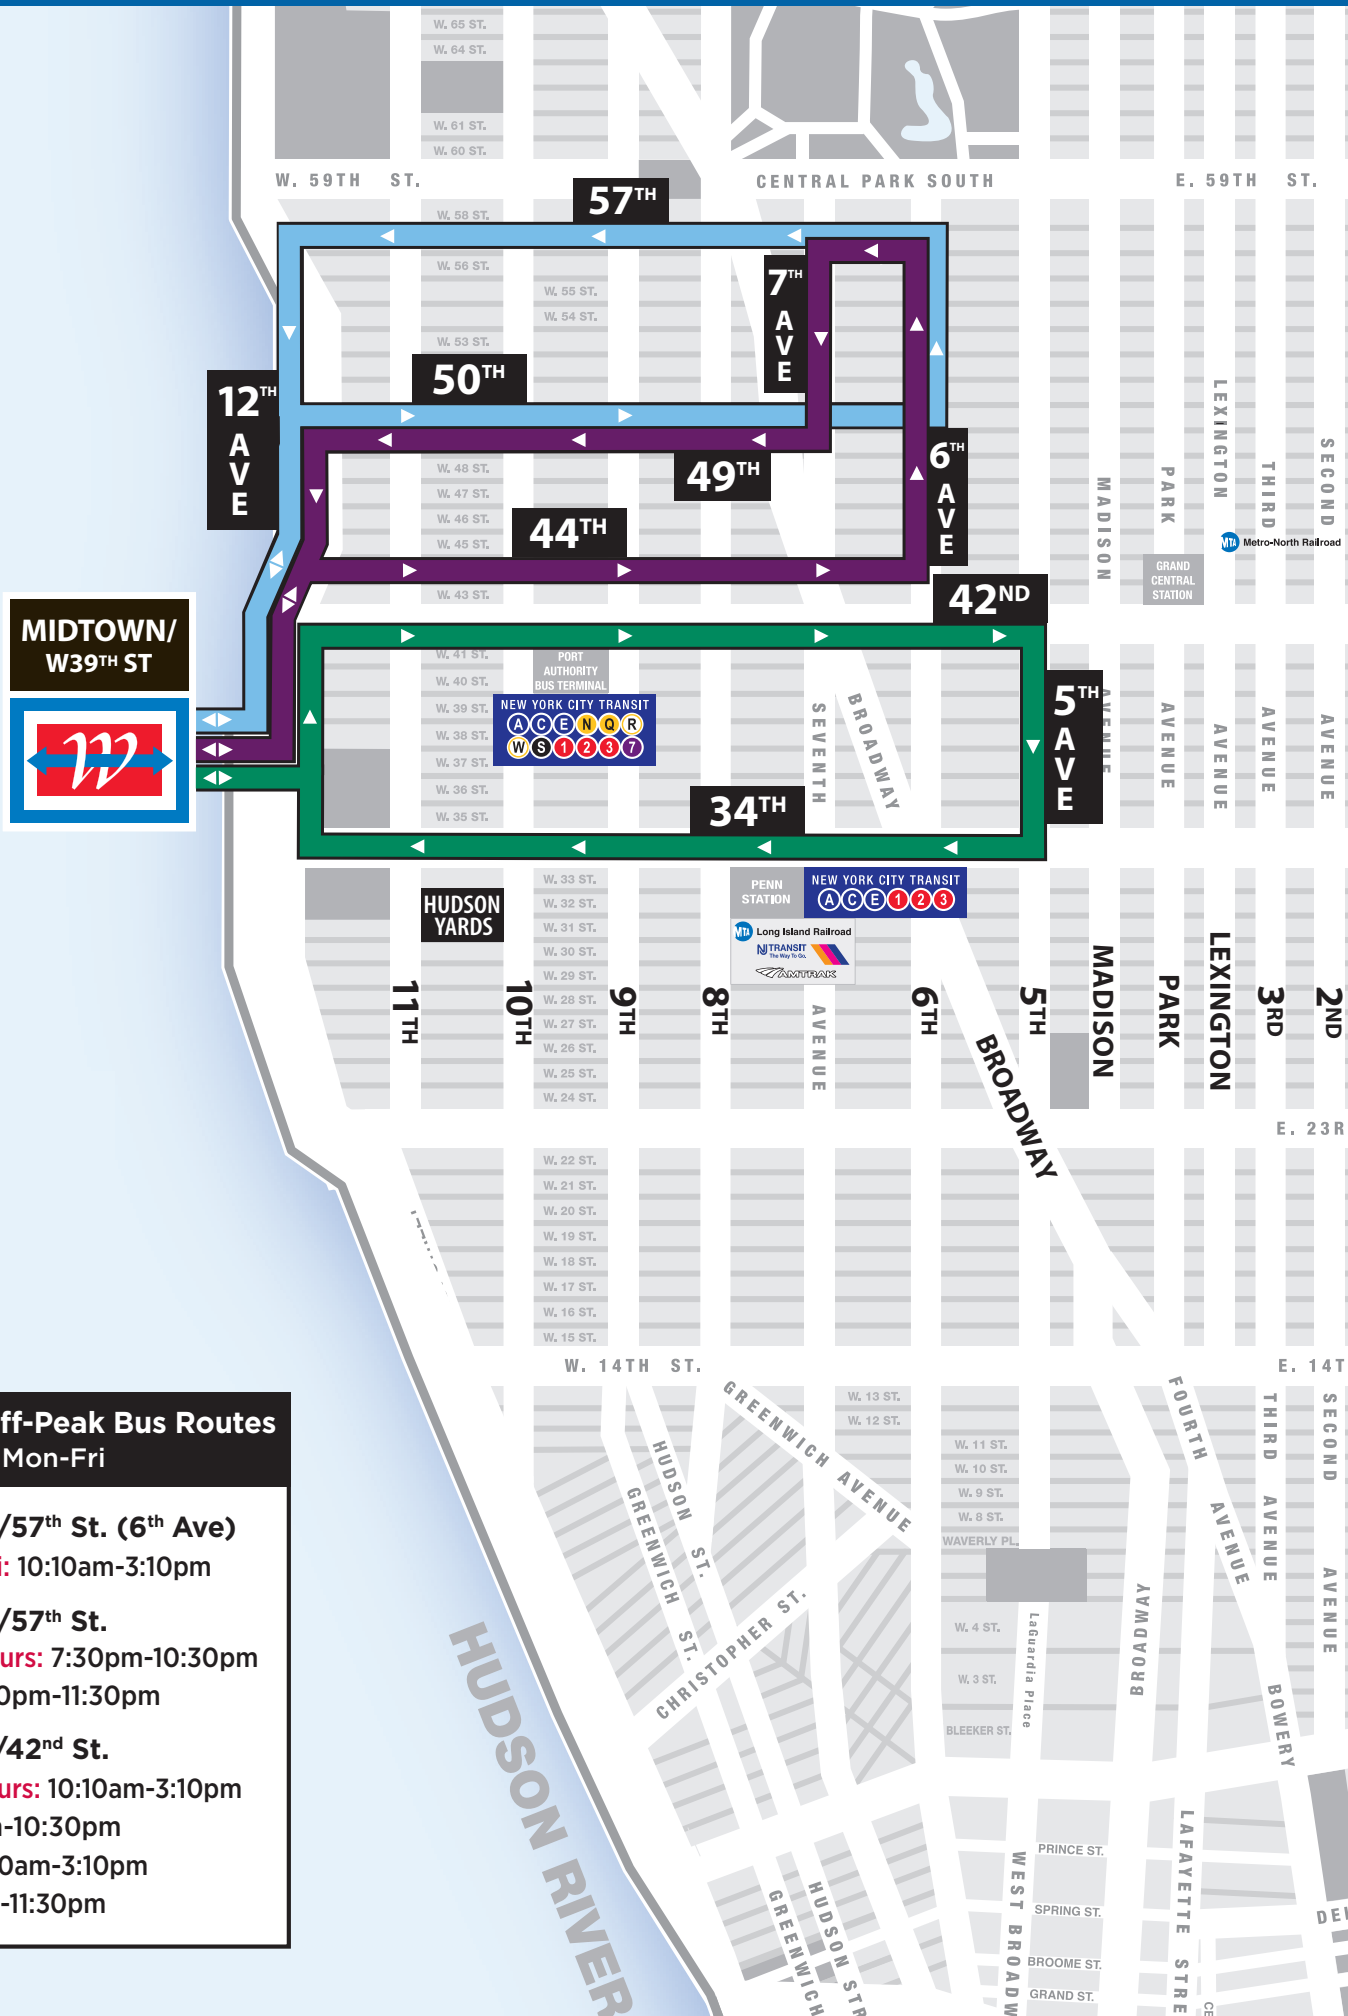 W. 65 ST.
W. 64 ST.
W. 61 ST.
W. 60 ST.
W. 59TH ST.
CENTRAL PARK SOUTH
E. 59TH ST.
57TH
W. 58 ST.
W. 56 ST.
7TH AVE
W. 55 ST.
W. 54 ST.
W. 53 ST.
50TH
12TH AVE
6TH AVE
49TH
W. 48 ST.
W. 47 ST.
W. 46 ST.
W. 45 ST.
44TH
W. 43 ST.
LEXINGTON
SECOND
THIRD
PARK
MADISON
MTA Metro-North Railroad
GRAND
CENTRAL
STATION
42ND
MIDTOWN/
W39TH ST
W
W. 41 ST.
W. 40 ST.
W. 39 ST.
W. 38 ST.
W. 37 ST.
W. 36 ST.
W. 35 ST.
PORT
AUTHORITY
BUS TERMINAL
NEW YORK CITY TRANSIT
A C E N Q R
W S 1 2 3 7
5TH AVE
SEVENTH
BROADWAY
AVENUE
AVENUE
AVENUE
AVENUE
AVENUE
34TH
PENN
STATION
NEW YORK CITY TRANSIT
A C E 1 2 3
MTA Long Island Railroad
NJ TRANSIT
The Way To Go.
AMTRAK
HUDSON
YARDS
W. 33 ST.
W. 32 ST.
W. 31 ST.
W. 30 ST.
W. 29 ST.
W. 28 ST.
W. 27 ST.
W. 26 ST.
W. 25 ST.
W. 24 ST.
11TH
10TH
9TH
8TH
AVENUE
6TH
5TH
MADISON
PARK
LEXINGTON
3RD
2ND
BROADWAY
E. 23R
W. 22 ST.
W. 21 ST.
W. 20 ST.
W. 19 ST.
W. 18 ST.
W. 17 ST.
W. 16 ST.
W. 15 ST.
W. 14TH ST.
E. 14T
W. 13 ST.
W. 12 ST.
W. 11 ST.
W. 10 ST.
W. 9 ST.
W. 8 ST.
WAVERLY PL.
W. 4 ST.
W. 3 ST.
BLEEKER ST.
GREENWICH AVENUE
HUDSON ST.
GREENWICH ST.
CHRISTOPHER ST.
LaGuardia Place
BROADWAY
FOURTH AVENUE
THIRD AVENUE
SECOND AVENUE
BOWERY
ff-Peak Bus Routes
Mon-Fri
/57th St. (6th Ave)
i: 10:10am-3:10pm
/57th St.
urs: 7:30pm-10:30pm
0pm-11:30pm
/42nd St.
urs: 10:10am-3:10pm
-10:30pm
0am-3:10pm
-11:30pm
HUDSON RIVER
PRINCE ST.
SPRING ST.
BROOME ST.
GRAND ST.
GREENWICH
HUDSON STR
WEST BROADW
LAFAYETTE STRE
DE
CE